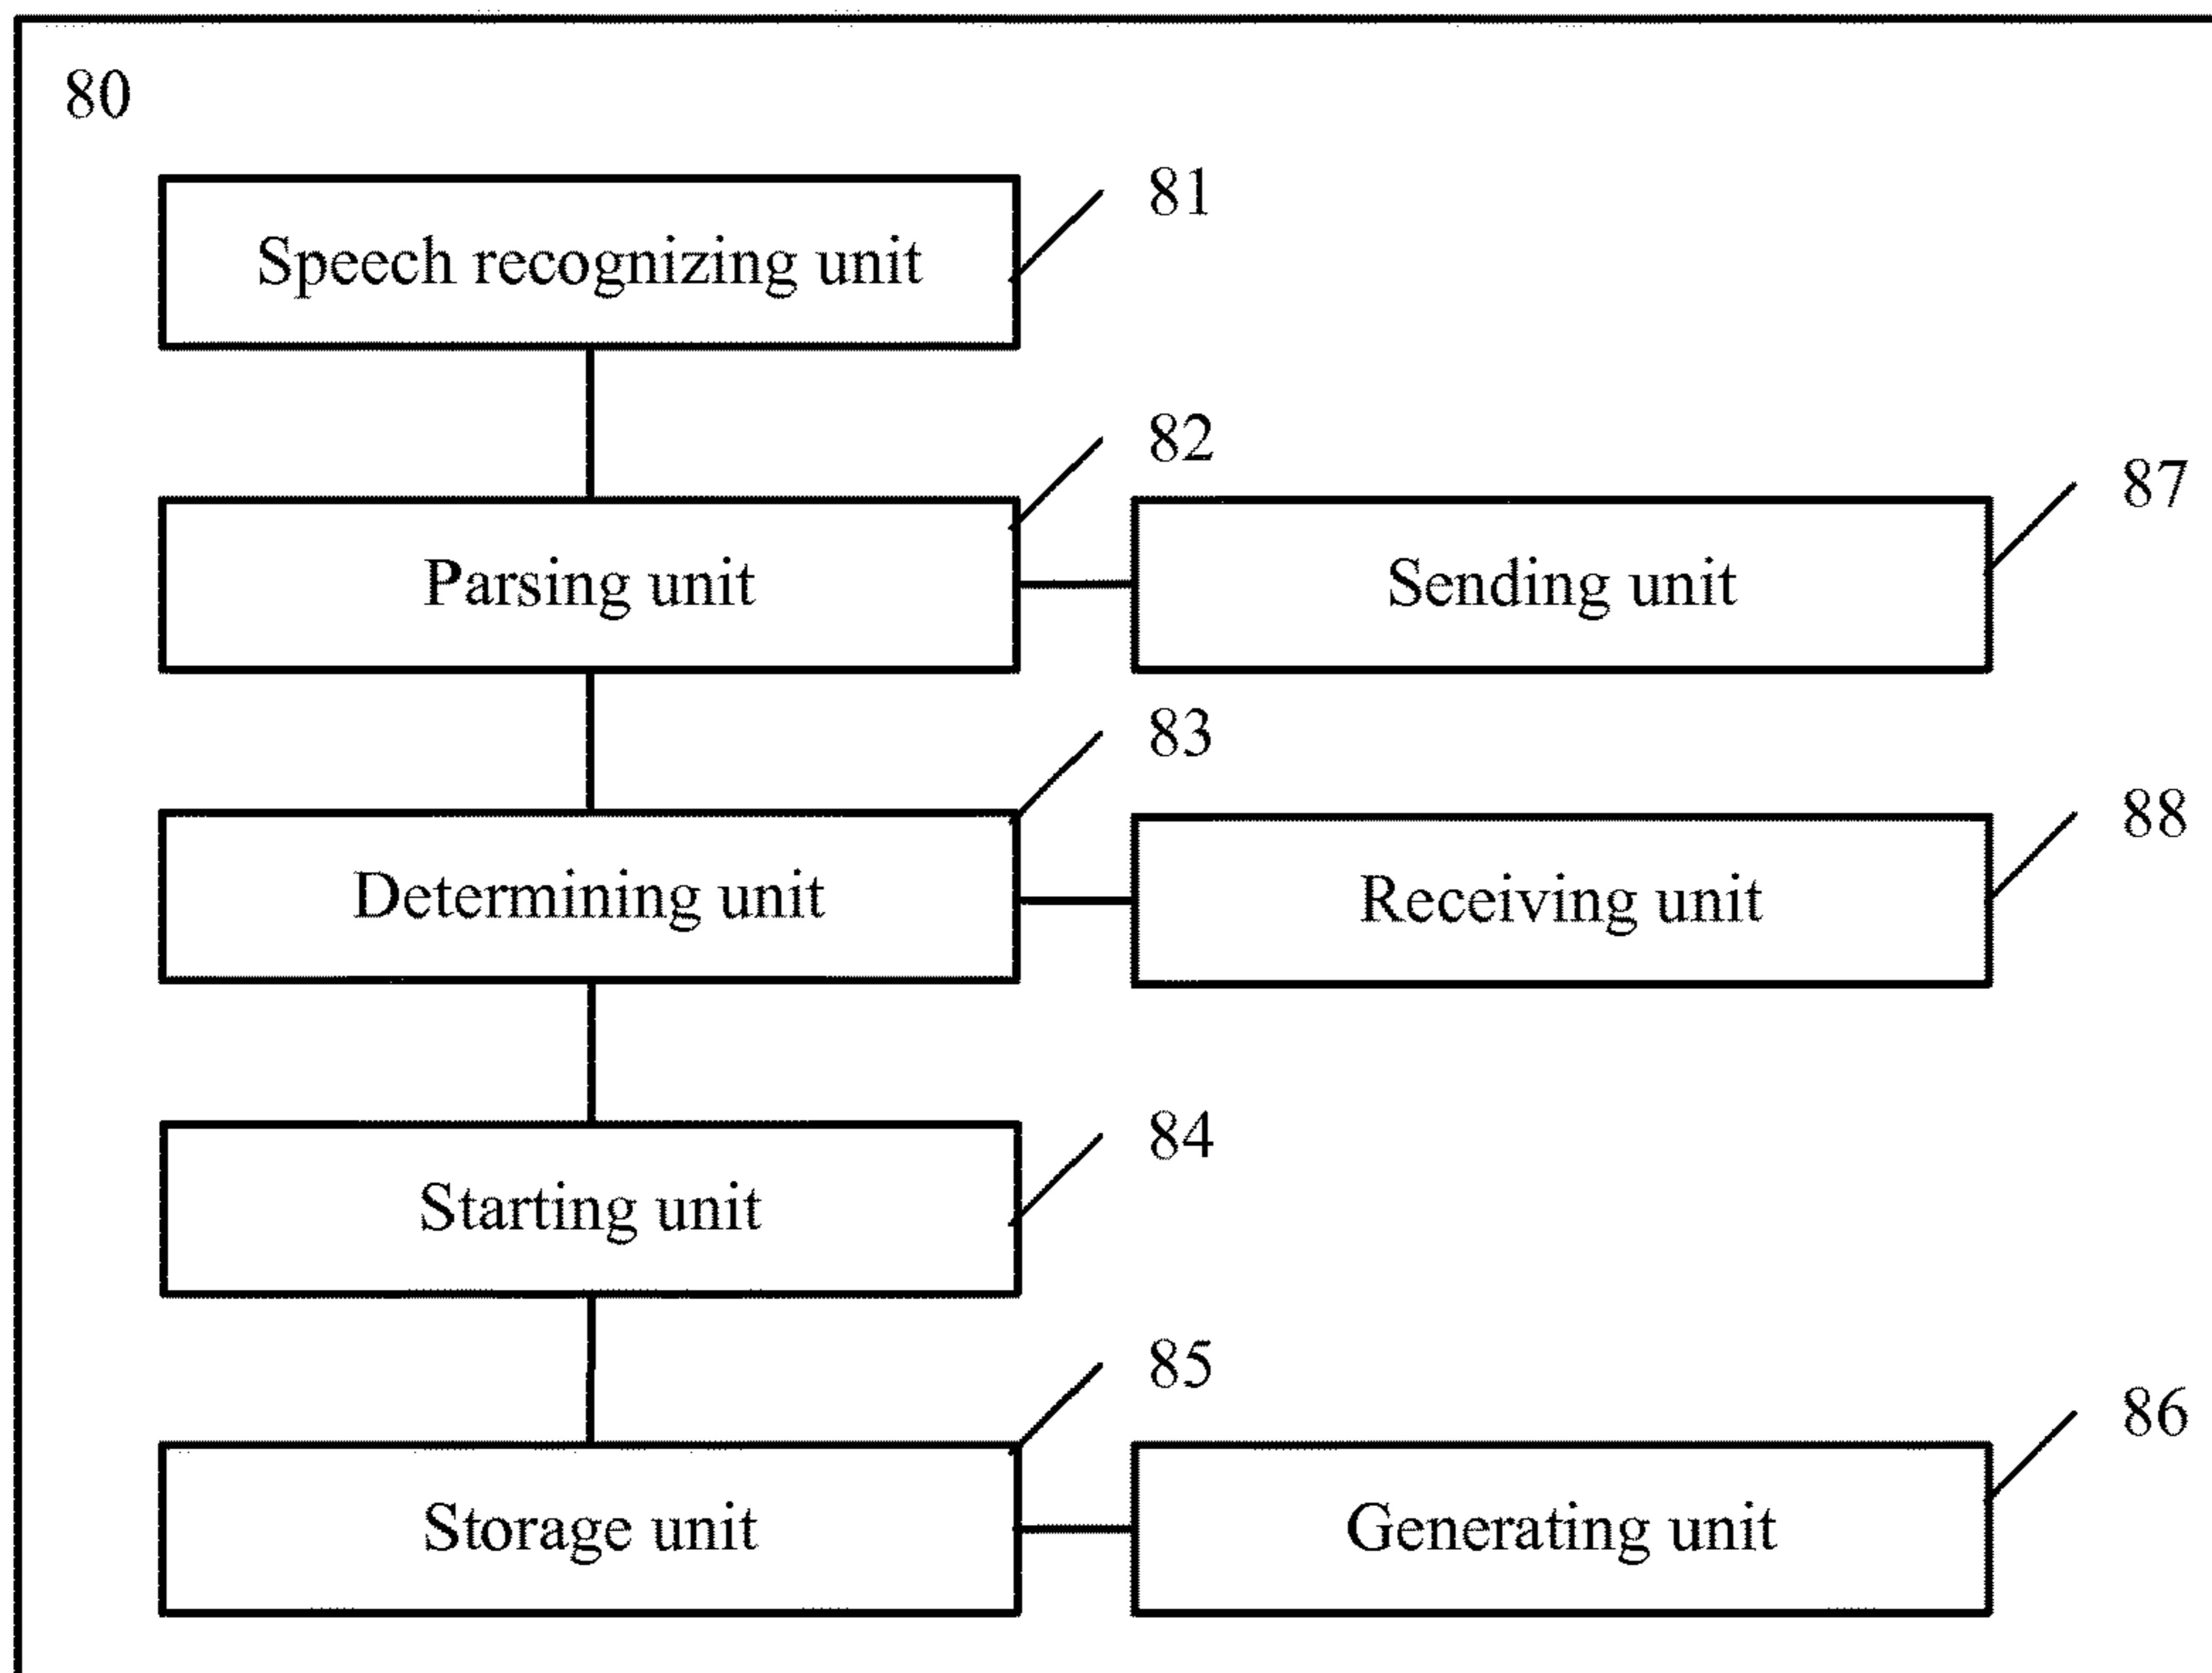 80
81
Speech recognizing unit
82
87
Parsing unit
Sending unit
83
88
Determining unit
Receiving unit
84
Starting unit
85
86
Storage unit
Generating unit